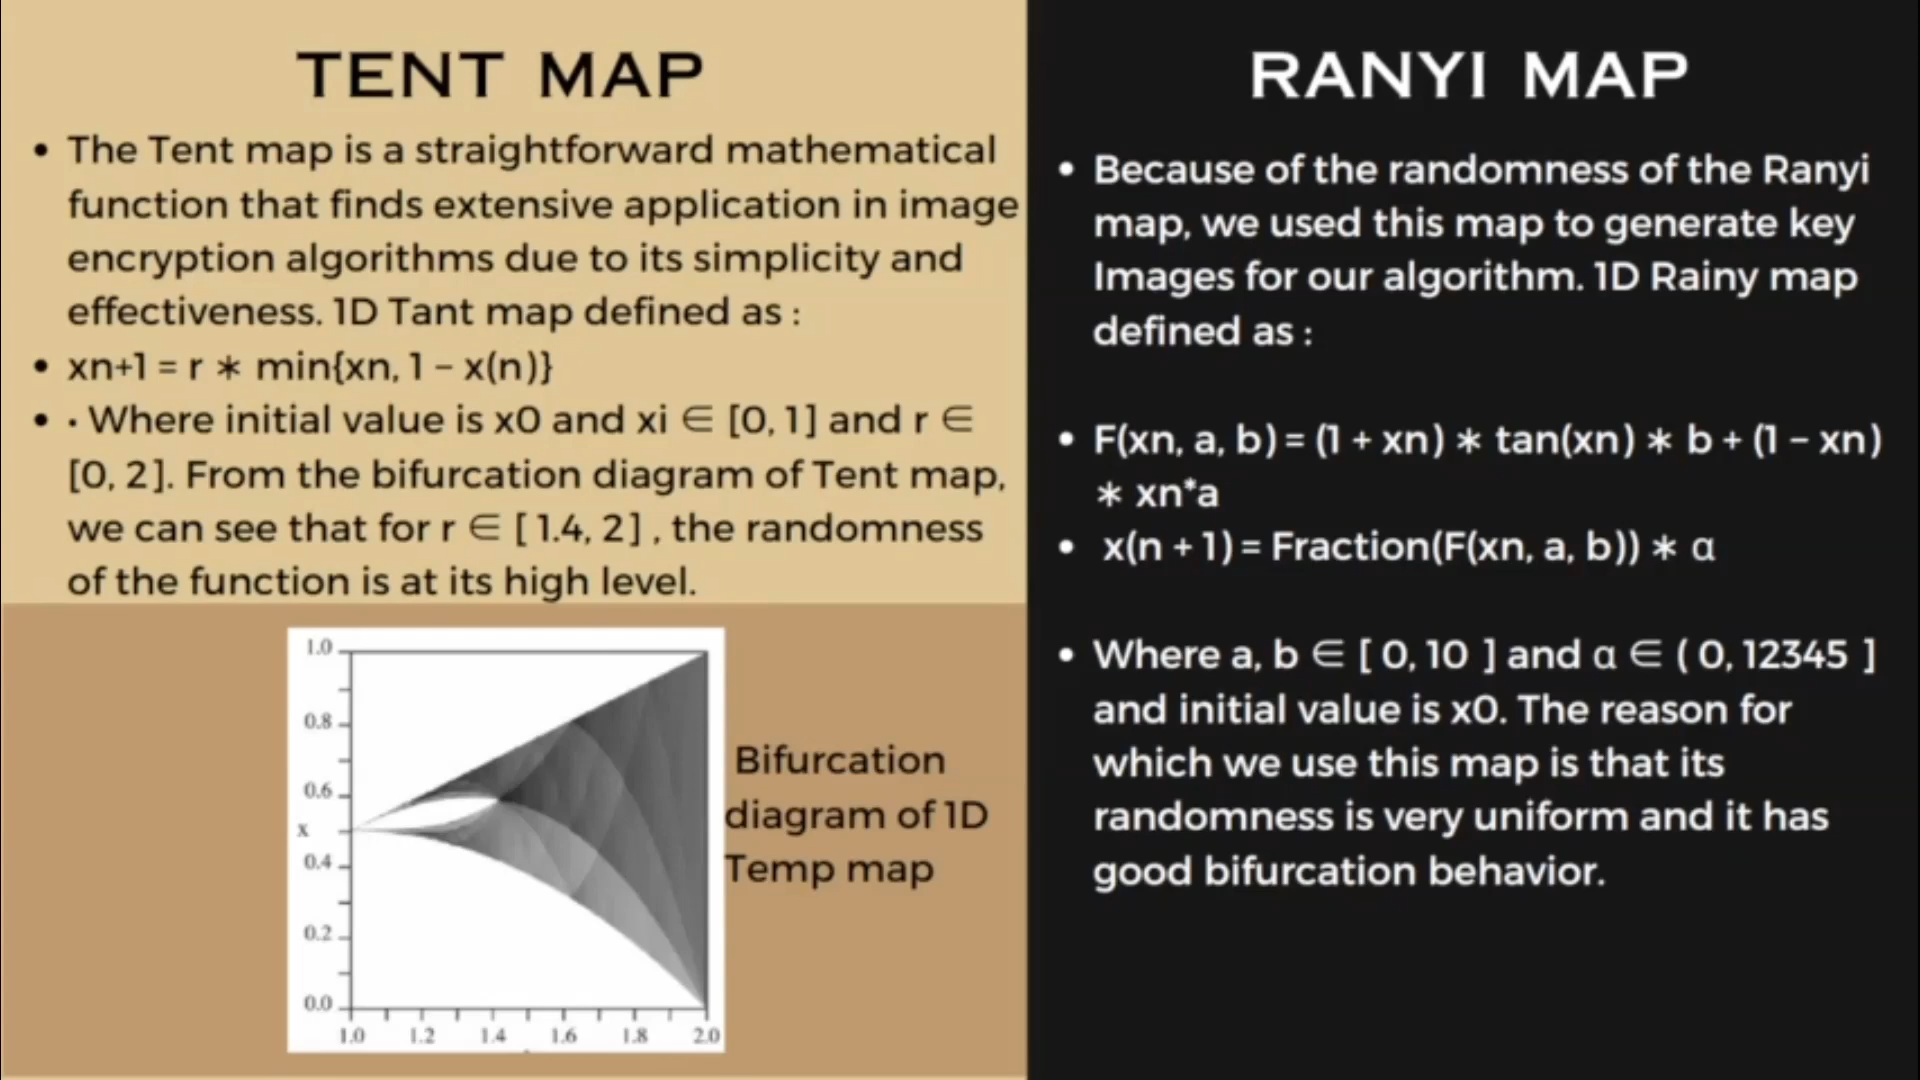 TENT MAP
• The Tent map is a straightforward mathematical
function that finds extensive application in image
encryption algorithms due to its simplicity and
effectiveness. 1D Tant map defined as :
• xn+1 = r ∗ min{xn, 1 − x(n)}
• · Where initial value is x0 and xi ∈ [0, 1] and r ∈
[0, 2]. From the bifurcation diagram of Tent map,
we can see that for r ∈ [ 1.4, 2 ] , the randomness
of the function is at its high level.
1.0
0.8
0.6
x
0.4
0.2
0.0
1.0 1.2 1.4 1.6 1.8 2.0
Bifurcation
diagram of 1D
Temp map
RANYI MAP
• Because of the randomness of the Ranyi
map, we used this map to generate key
Images for our algorithm. 1D Rainy map
defined as :
• F(xn, a, b) = (1 + xn) ∗ tan(xn) ∗ b + (1 − xn)
∗ xn*a
• x(n + 1) = Fraction(F(xn, a, b)) ∗ α
• Where a, b ∈ [ 0, 10 ] and α ∈ ( 0, 12345 ]
and initial value is x0. The reason for
which we use this map is that its
randomness is very uniform and it has
good bifurcation behavior.